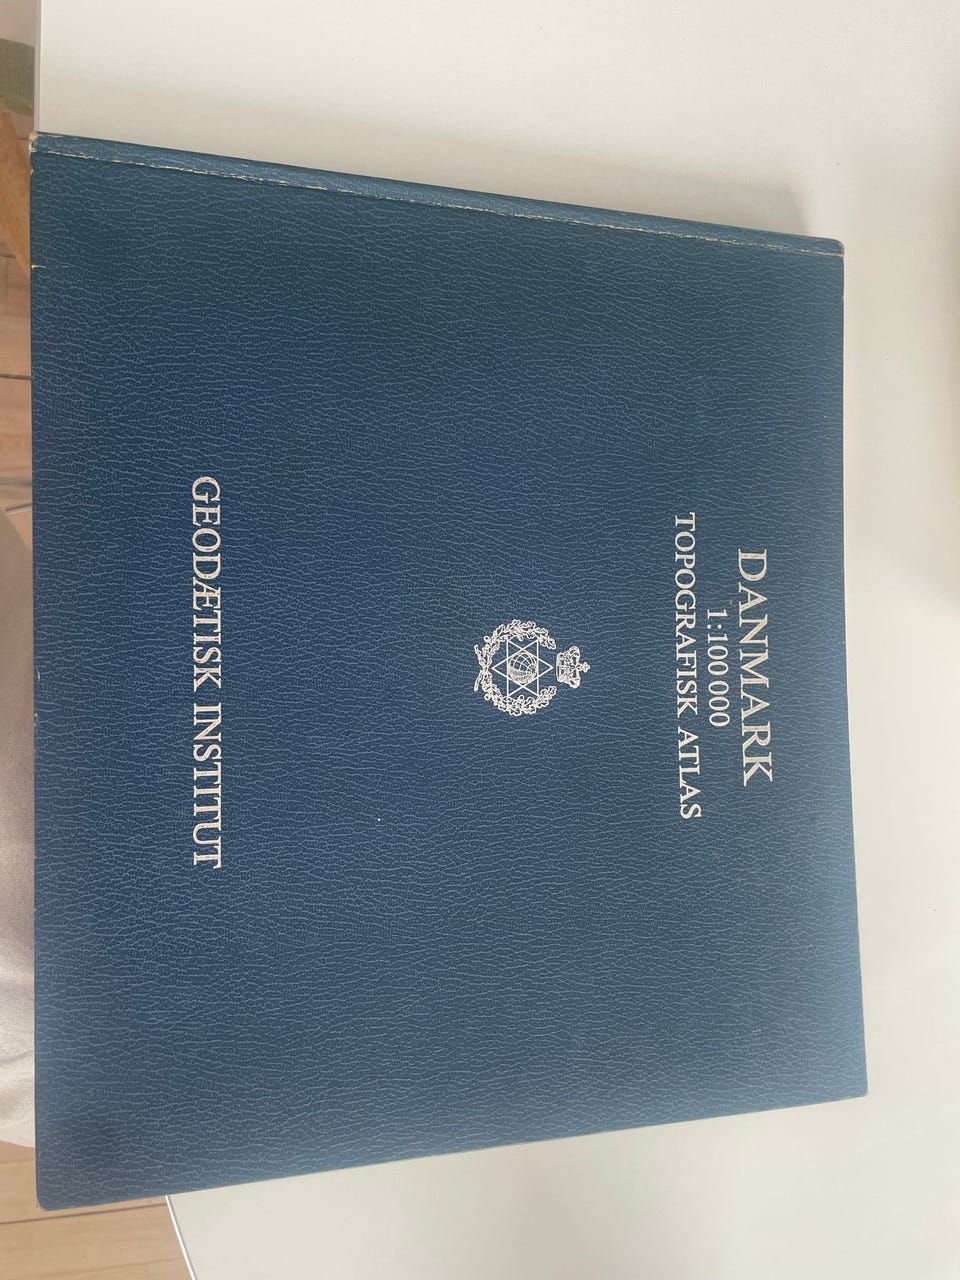 DANMARK
1:100 000
TOPOGRAFISK ATLAS
GEODÆTISK INSTITUT